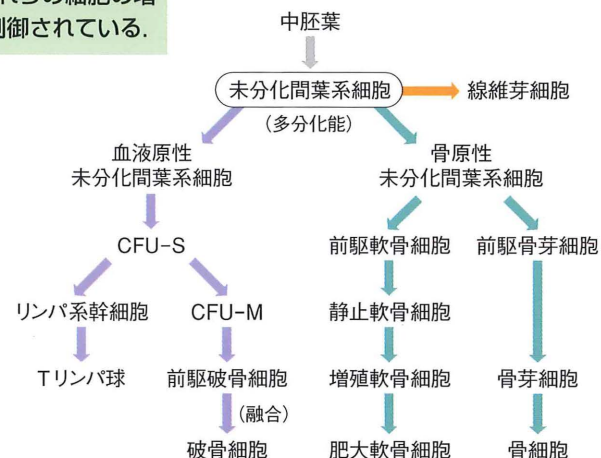 れらの細胞の増
制御されている.
中胚葉
未分化間葉系細胞
線維芽細胞
(多分化能)
血液原性
未分化間葉系細胞
骨原性
未分化間葉系細胞
CFU-S
前駆軟骨細胞
前駆骨芽細胞
リンパ系幹細胞
CFU-M
静止軟骨細胞
Tリンパ球
前駆破骨細胞
増殖軟骨細胞
骨芽細胞
(融合)
破骨細胞
肥大軟骨細胞
骨細胞